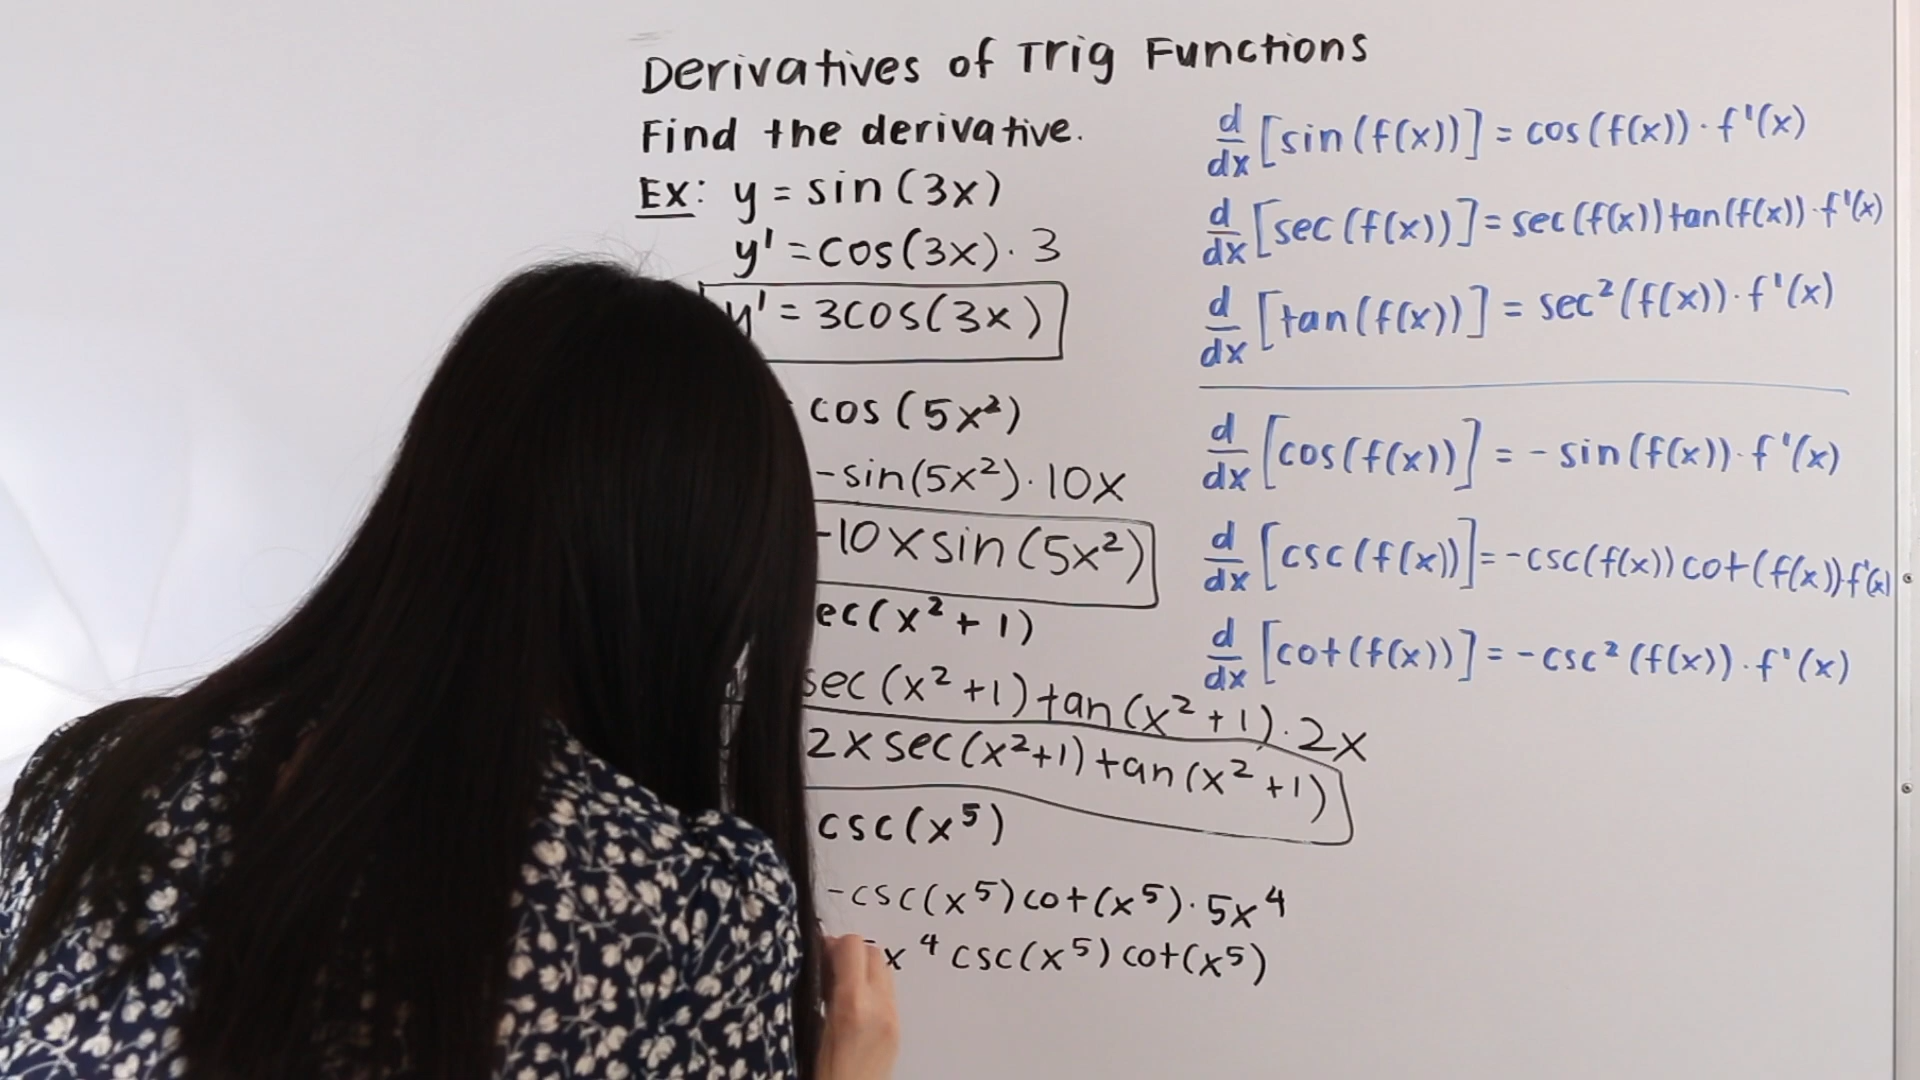 Derivatives of Trig Functions
Find the derivative.
Ex: y = sin(3x)
y' = cos(3x) · 3
y' = 3cos(3x)
cos(5x²)
-sin(5x²) · 10x
-10x sin(5x²)
ec(x² + 1)
sec(x² + 1) tan(x² + 1) · 2x
2x sec(x² + 1) tan(x² + 1)
csc(x⁵)
-csc(x⁵) cot(x⁵) · 5x⁴
x⁴ csc(x⁵) cot(x⁵)
d/dx [sin(f(x))] = cos(f(x)) · f'(x)
d/dx [sec(f(x))] = sec(f(x)) tan(f(x)) · f'(x)
d/dx [tan(f(x))] = sec²(f(x)) · f'(x)
d/dx [cos(f(x))] = -sin(f(x)) · f'(x)
d/dx [csc(f(x))] = -csc(f(x)) cot(f(x)) · f'(x)
d/dx [cot(f(x))] = -csc²(f(x)) · f'(x)